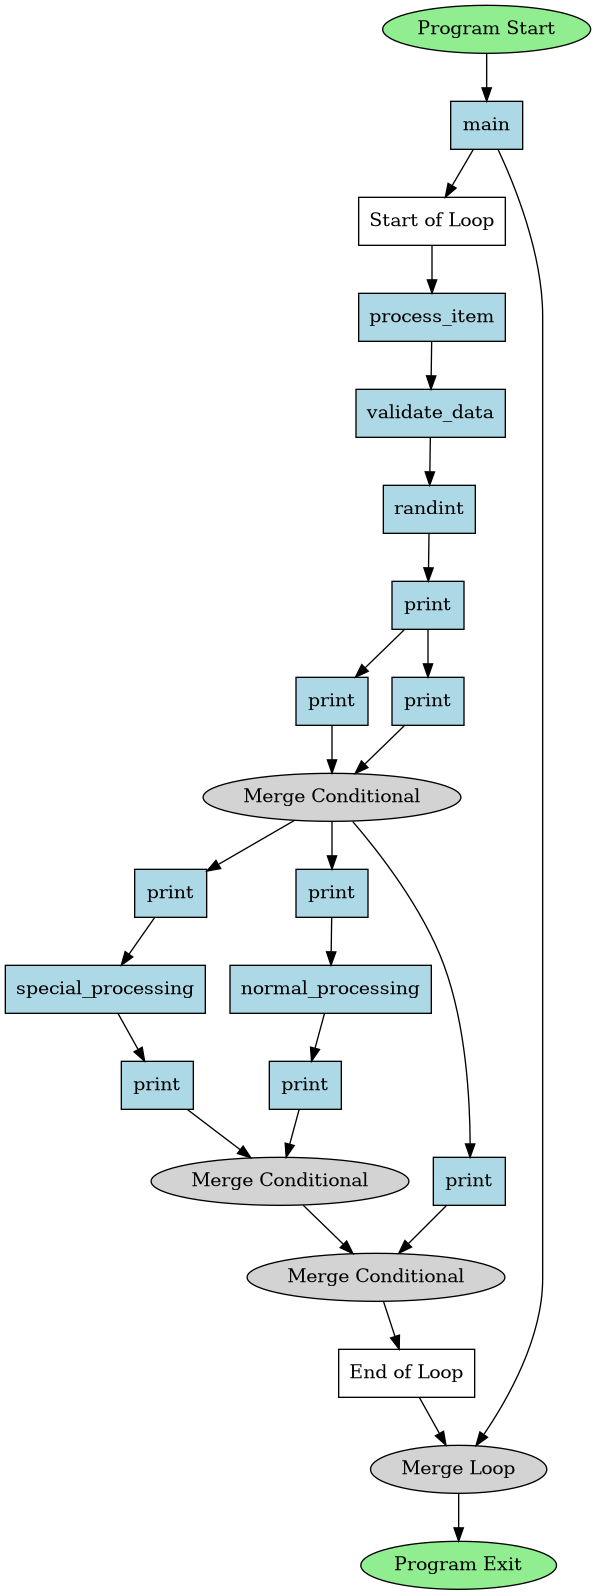 Program Start
main
Start of Loop
process_item
validate_data
randint
print
print
print
Merge Conditional
print
print
special_processing
normal_processing
print
print
Merge Conditional
print
Merge Conditional
End of Loop
Merge Loop
Program Exit